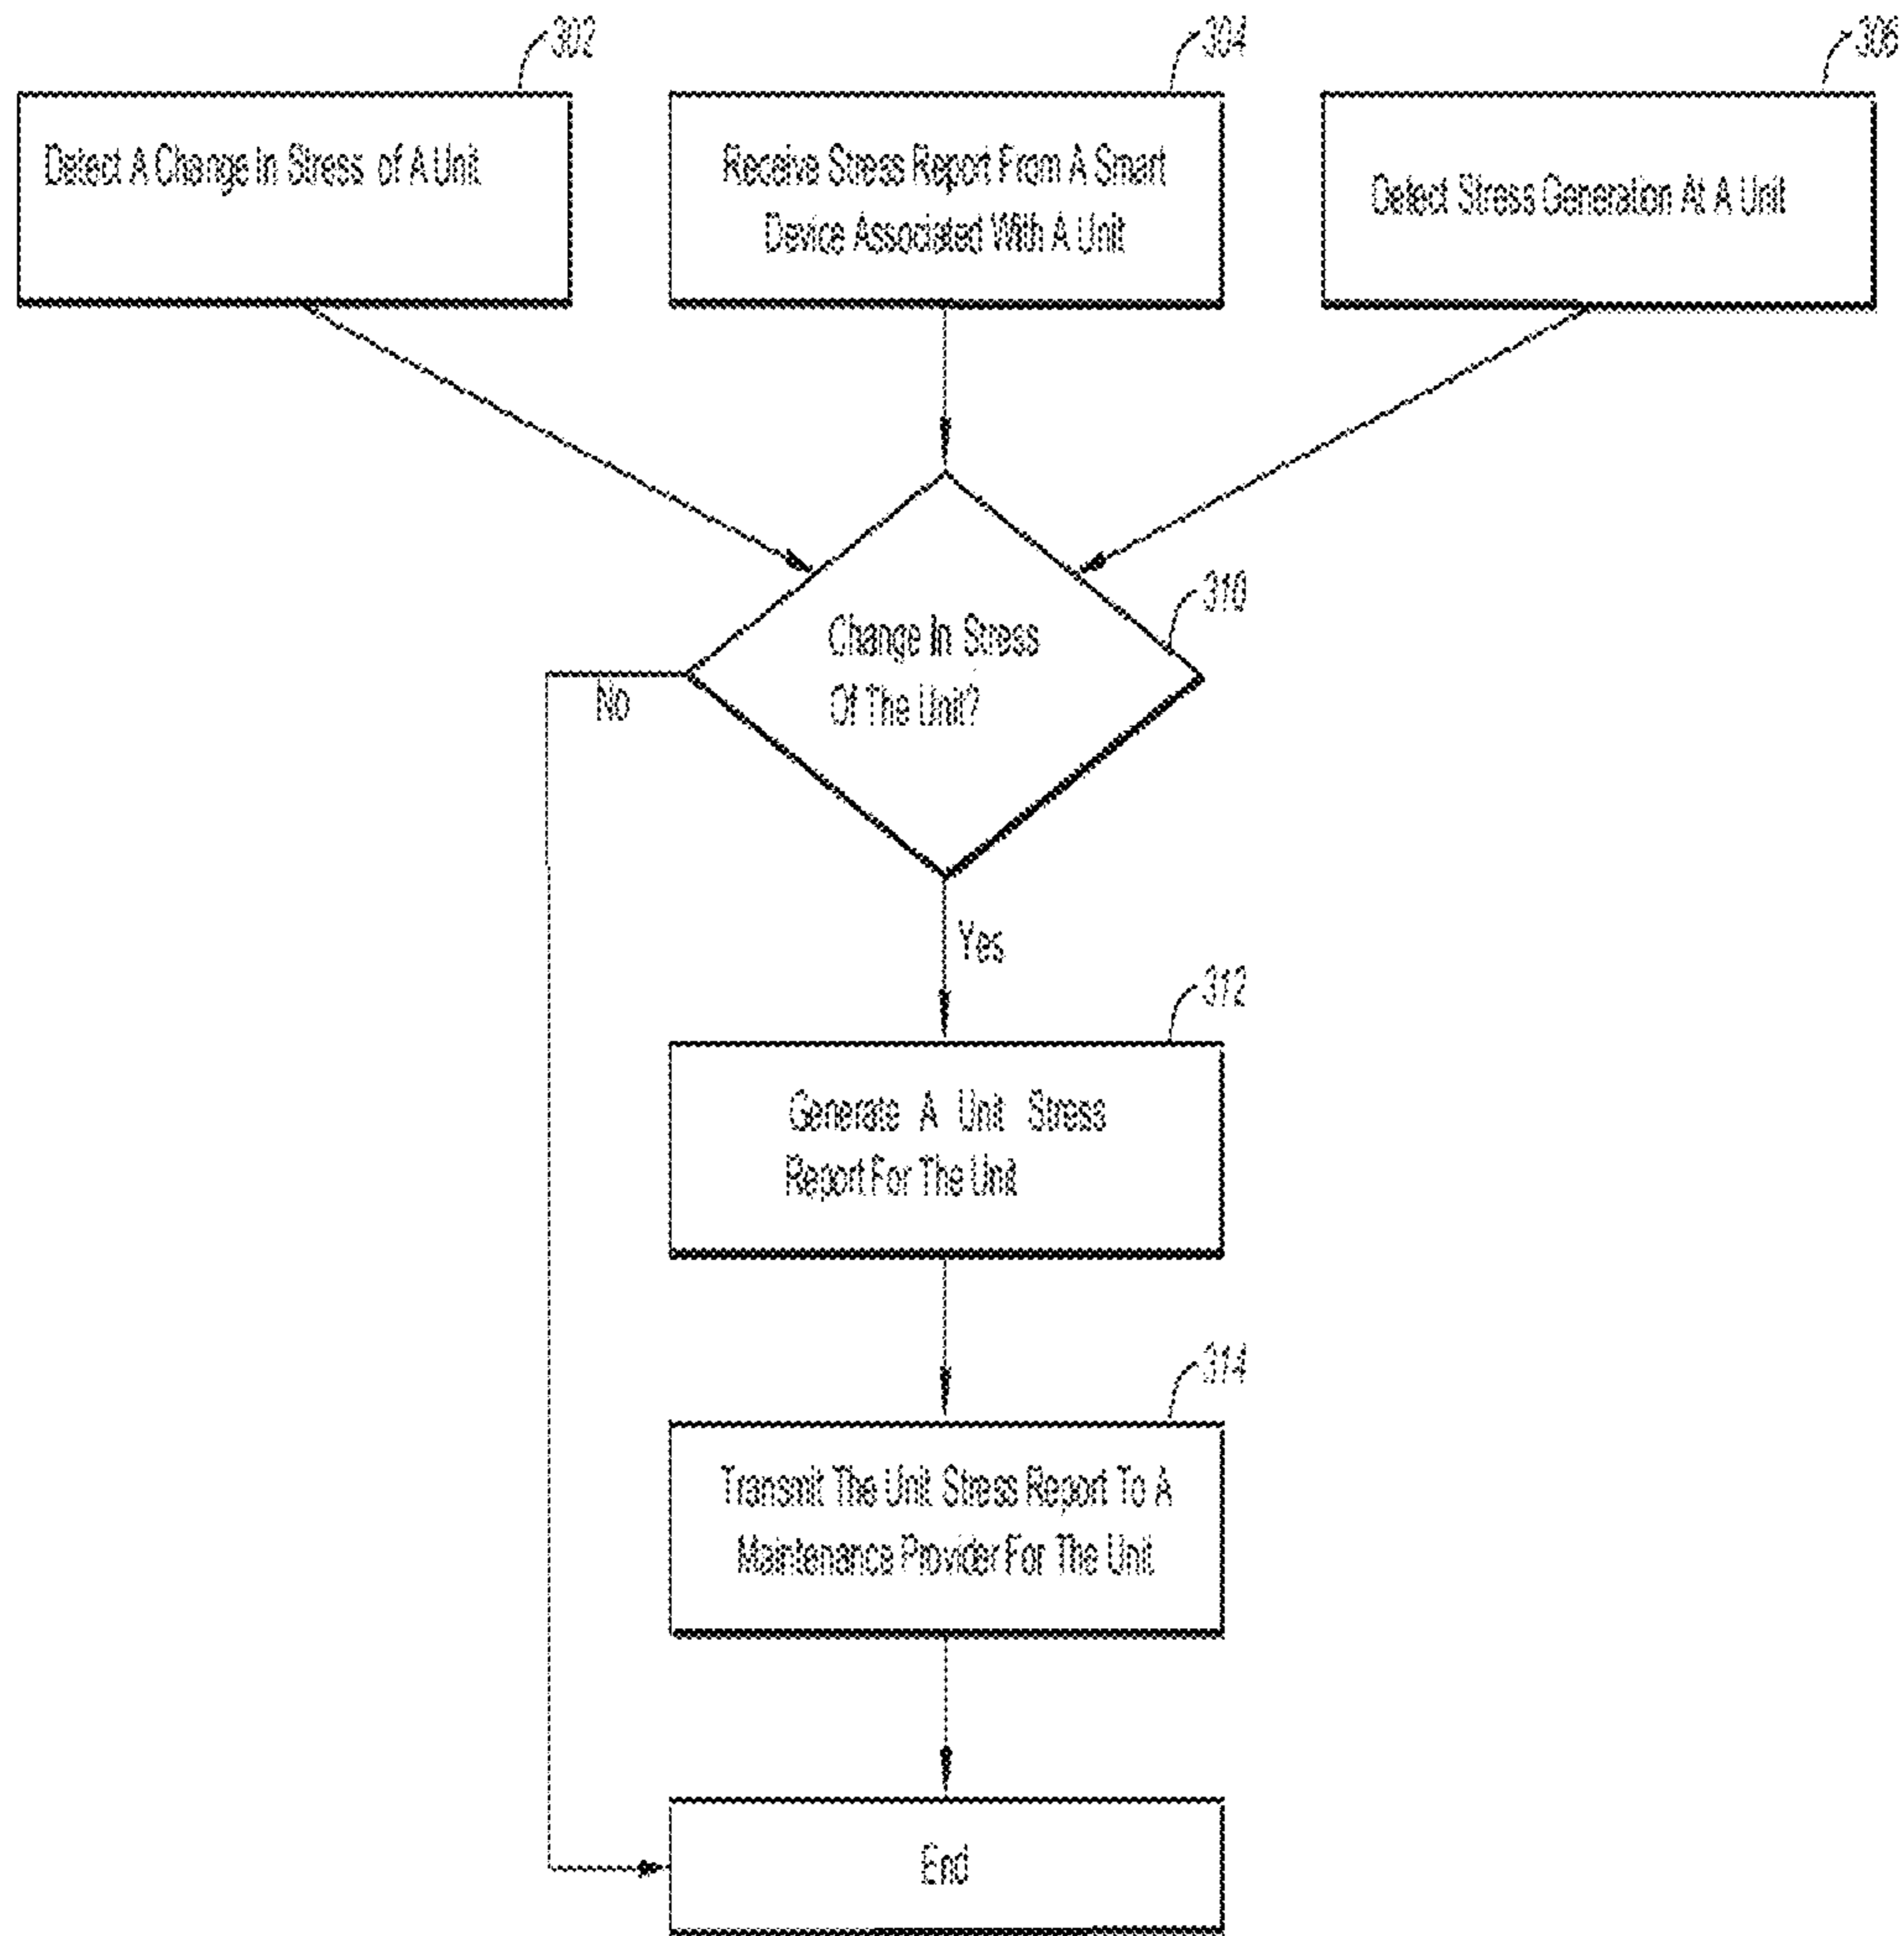 302
304
306
Detect A Change In Stress of A Unit
Receive Stress Report From A Smart
Device Associated With A Unit
Detect Stress Generation At A Unit
310
Change In Stress
Of The Unit?
No
Yes
312
Generate A Unit Stress
Report For The Unit
314
Transmit The Unit Stress Report To A
Maintenance Provider For The Unit
End